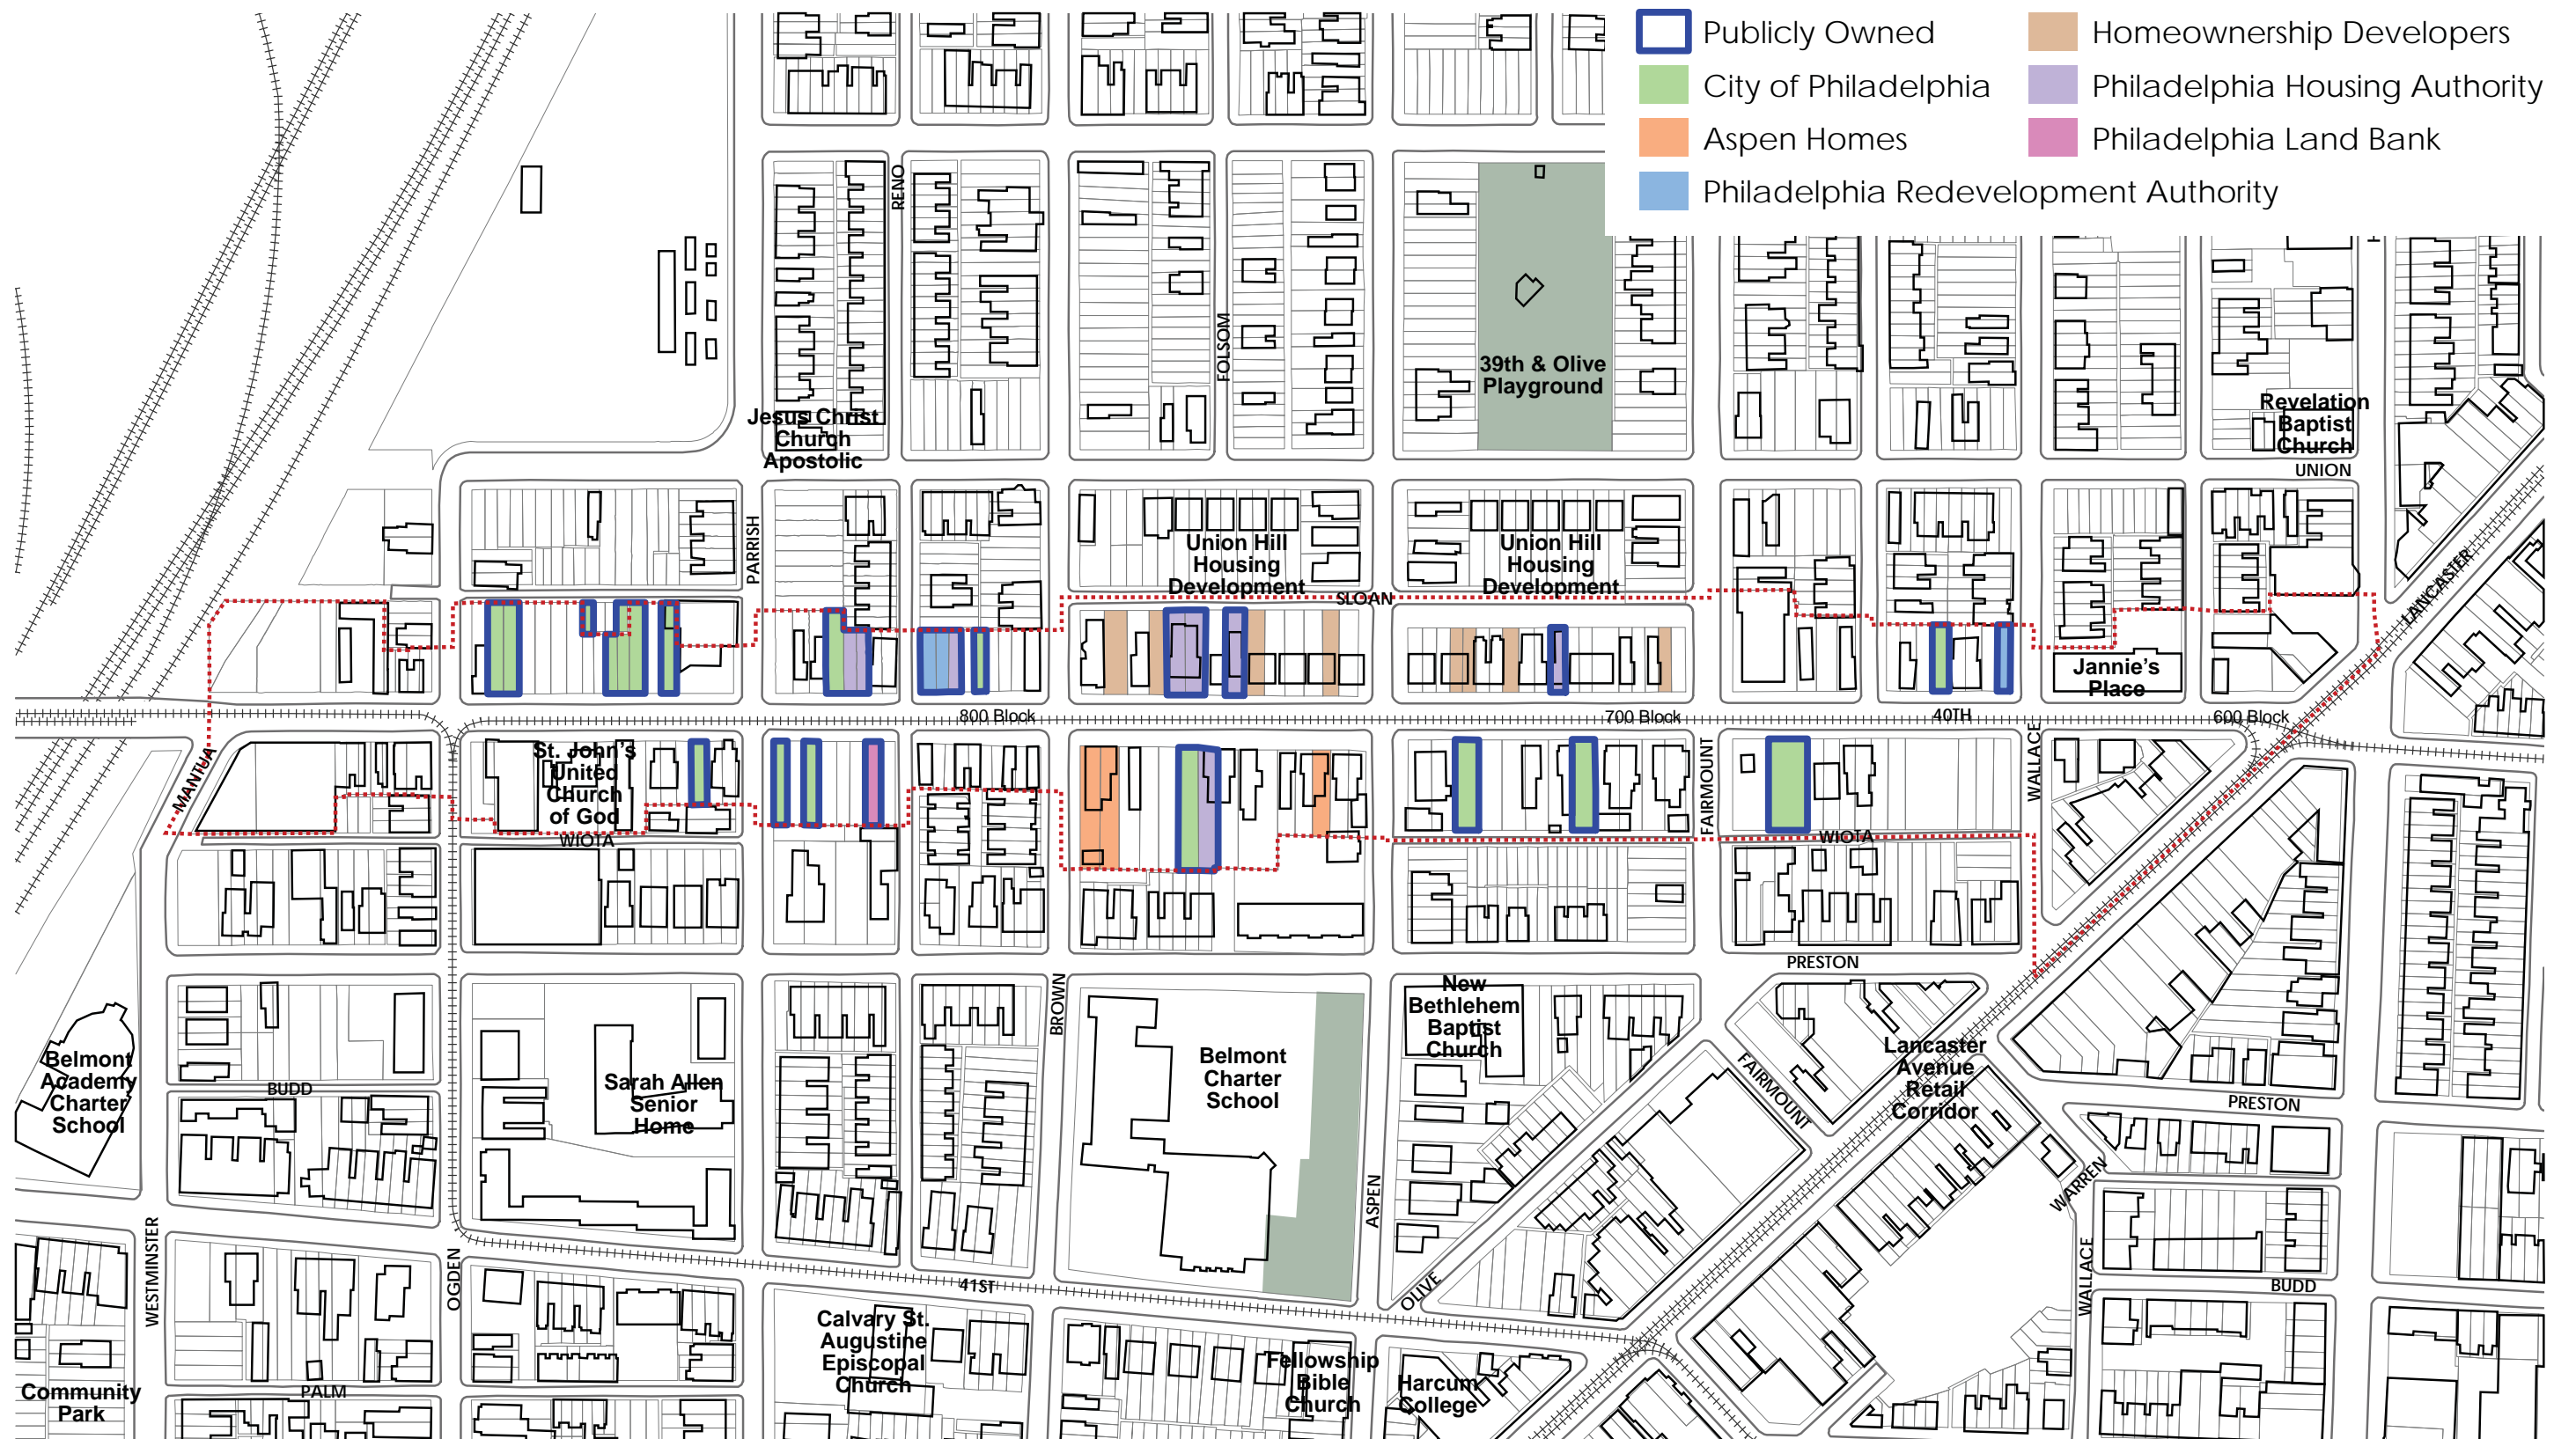 Publicly Owned
Homeownership Developers
City of Philadelphia
Philadelphia Housing Authority
Aspen Homes
Philadelphia Land Bank
Philadelphia Redevelopment Authority
RENO
FOLSOM
39th & Olive
Playground
Jesus Christ
Church
Apostolic
Revelation
Baptist
Church
UNION
PARRISH
Union Hill
Housing
Development
Union Hill
Housing
Development
SLOAN
LANCASTER
Jannie's
Place
800 Block
700 Block
40TH
600 Block
MANTUA
St. John's
United
Church
of God
WIOTA
FAIRMOUNT
WIOTA
WALLACE
PRESTON
BROWN
New
Bethlehem
Baptist
Church
Belmont
Academy
Charter
School
BUDD
Sarah Allen
Senior
Home
Belmont
Charter
School
FAIRMOUNT
Lancaster
Avenue
Retail
Corridor
PRESTON
WARREN
ASPEN
WESTMINSTER
OGDEN
41ST
OLIVE
WALLACE
BUDD
Calvary St.
Augustine
Episcopal
Church
Fellowship
Bible
Church
Harcum
College
Community
Park
PALM